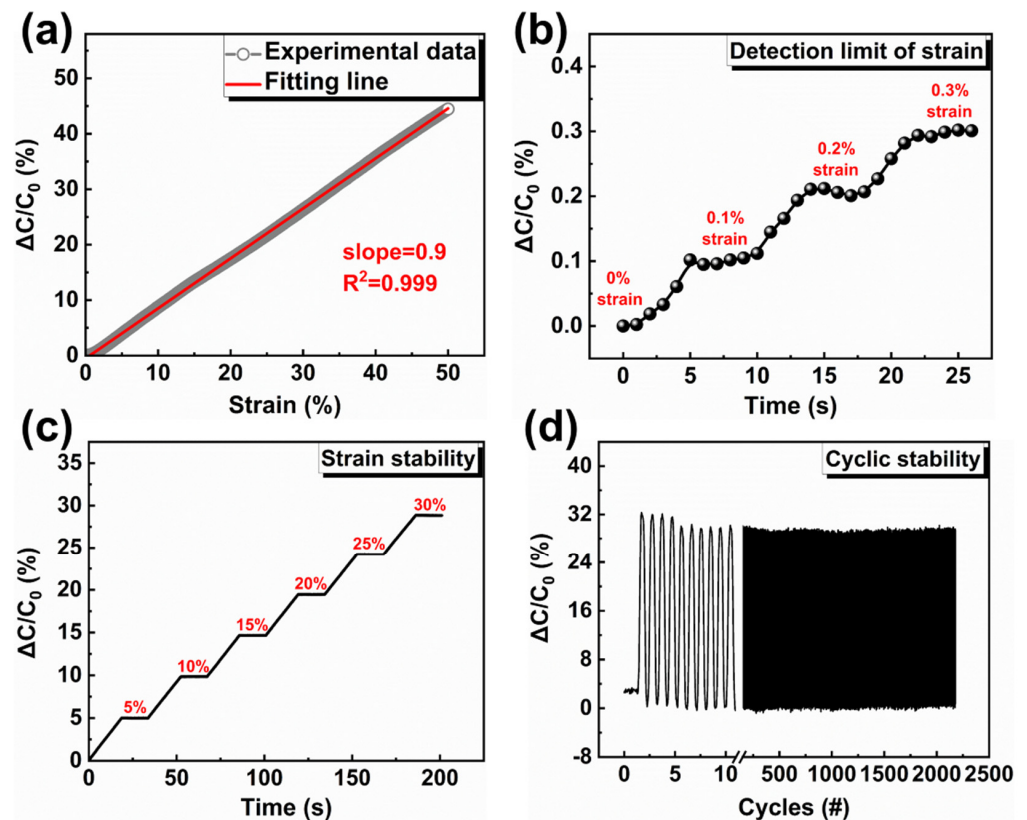 (a)
Experimental data
Fitting line
ΔC/C₀ (%)
50
40
30
20
10
0
slope=0.9
R²=0.999
0 10 20 30 40 50
Strain (%)
(b)
Detection limit of strain
ΔC/C₀ (%)
0.4
0.3
0.2
0.1
0.0
0%
strain
0.1%
strain
0.2%
strain
0.3%
strain
0 5 10 15 20 25
Time (s)
(c)
Strain stability
ΔC/C₀ (%)
35
30
25
20
15
10
5
0
5%
10%
15%
20%
25%
30%
0 50 100 150 200
Time (s)
(d)
Cyclic stability
ΔC/C₀ (%)
40
32
24
16
8
0
-8
0 5 10 500 1000 1500 2000 2500
Cycles (#)